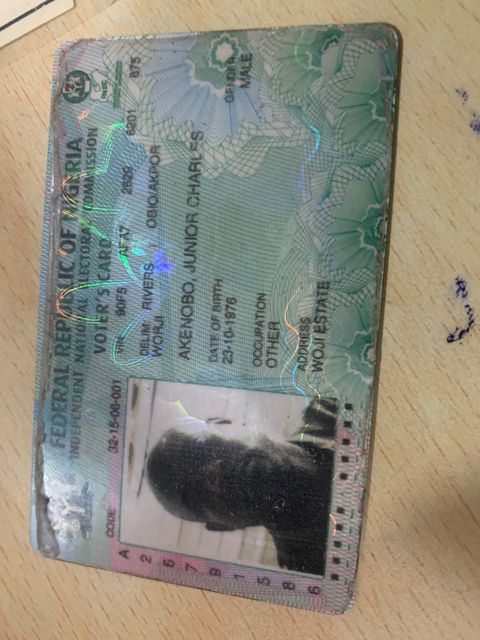 FEDERAL REPUBLIC OF NIGERIA
INDEPENDENT NATIONAL ELECTORAL COMMISSION
VOTER'S CARD
CODE: 32-15-06-001
VIN 90F5 AFA7 2629 6201 875
DELIM: RIVERS | OBIO/AKPOR
WORJI
AKENOBO, JUNIOR CHARLES
DATE OF BIRTH
23-10-1976
GENDER
MALE
OCCUPATION
OTHER
ADDRESS
WOJI ESTATE
A
2
6
7
9
1
5
8
6